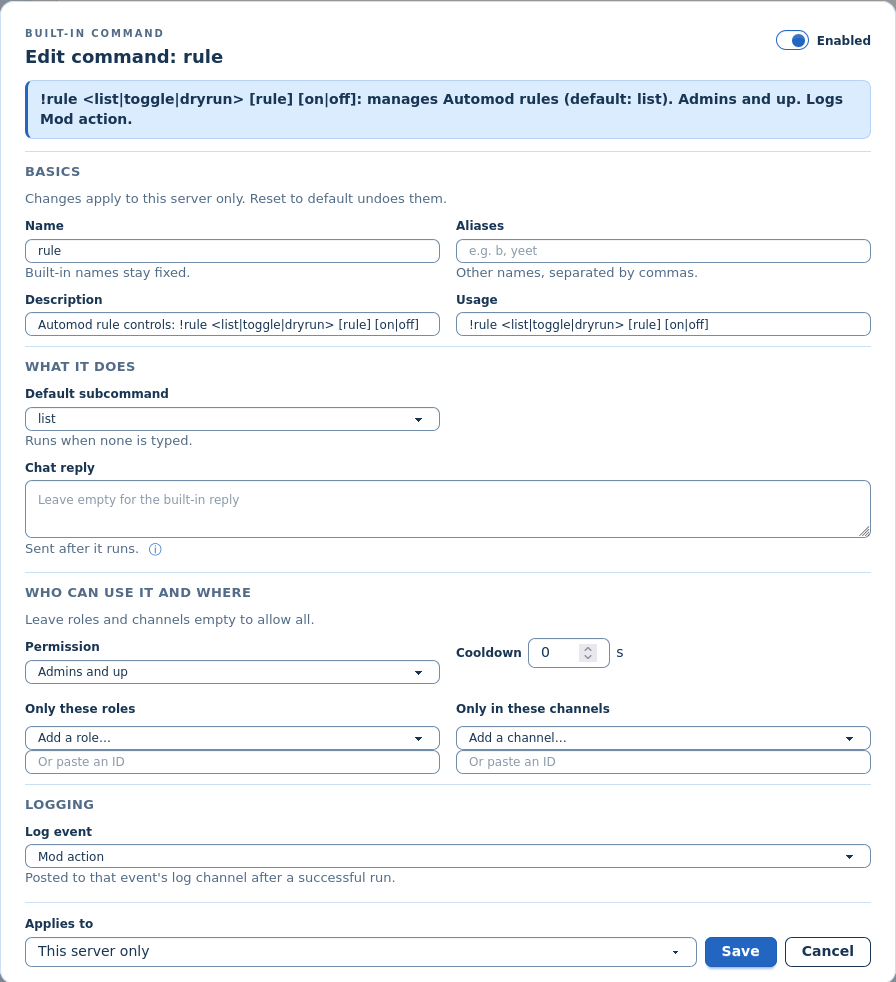 BUILT-IN COMMAND
Edit command: rule
Enabled
!rule <list|toggle|dryrun> [rule] [on|off]: manages Automod rules (default: list). Admins and up. Logs
Mod action.
BASICS
Changes apply to this server only. Reset to default undoes them.
Name
Aliases
rule
e.g. b, yeet
Built-in names stay fixed.
Other names, separated by commas.
Description
Usage
Automod rule controls: !rule <list|toggle|dryrun> [rule] [on|off]
!rule <list|toggle|dryrun> [rule] [on|off]
WHAT IT DOES
Default subcommand
list
Runs when none is typed.
Chat reply
Leave empty for the built-in reply
Sent after it runs. ⓘ
WHO CAN USE IT AND WHERE
Leave roles and channels empty to allow all.
Permission
Admins and up
Cooldown 0 s
Only these roles
Only in these channels
Add a role...
Add a channel...
Or paste an ID
Or paste an ID
LOGGING
Log event
Mod action
Posted to that event's log channel after a successful run.
Applies to
This server only
Save
Cancel